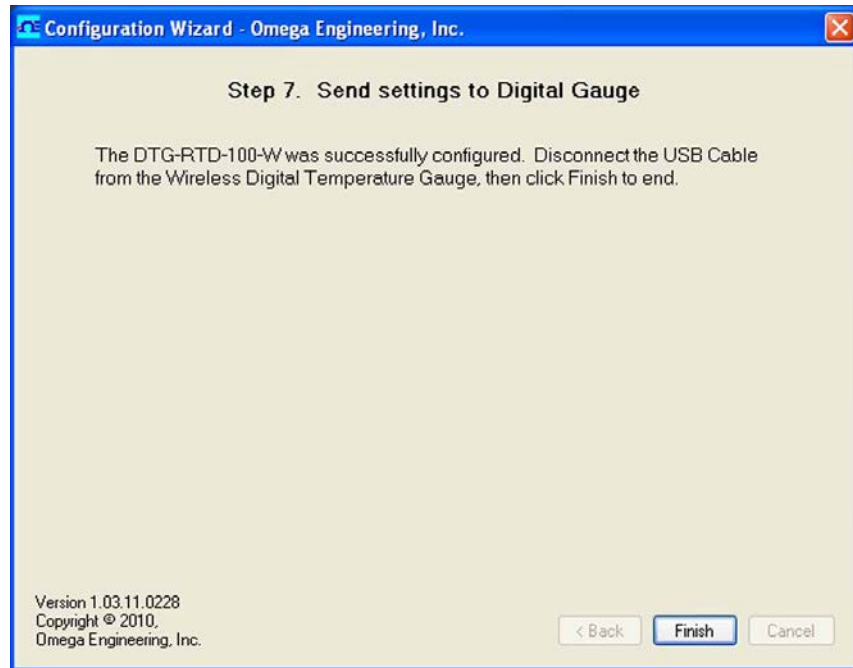 Configuration Wizard - Omega Engineering, Inc.
Step 7. Send settings to Digital Gauge
The DTG-RTD-100-W was successfully configured. Disconnect the USB Cable
from the Wireless Digital Temperature Gauge, then click Finish to end.
Version 1.03.11.0228
Copyright © 2010,
Omega Engineering, Inc.
< Back Finish Cancel